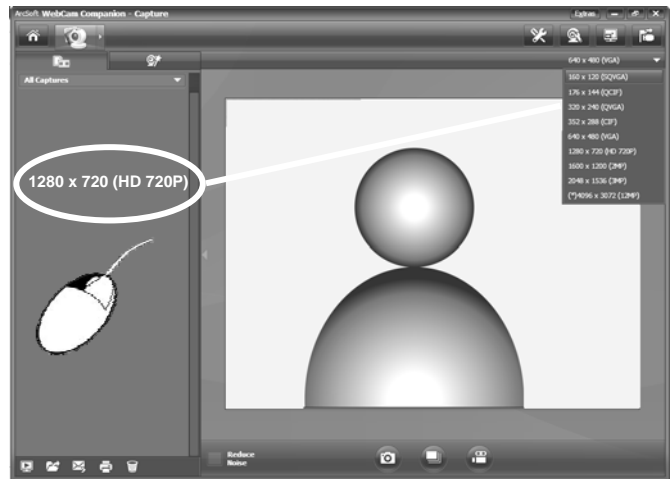 ArcSoft WebCam Companion - Capture
Extras
640 x 480 (VGA)
All Captures
160 x 120 (SQVGA)
176 x 144 (QCIF)
320 x 240 (QVGA)
352 x 288 (CIF)
640 x 480 (VGA)
1280 x 720 (HD 720P)
1600 x 1200 (2MP)
2048 x 1536 (3MP)
(*)4096 x 3072 (12MP)
1280 x 720 (HD 720P)
Reduce
Noise